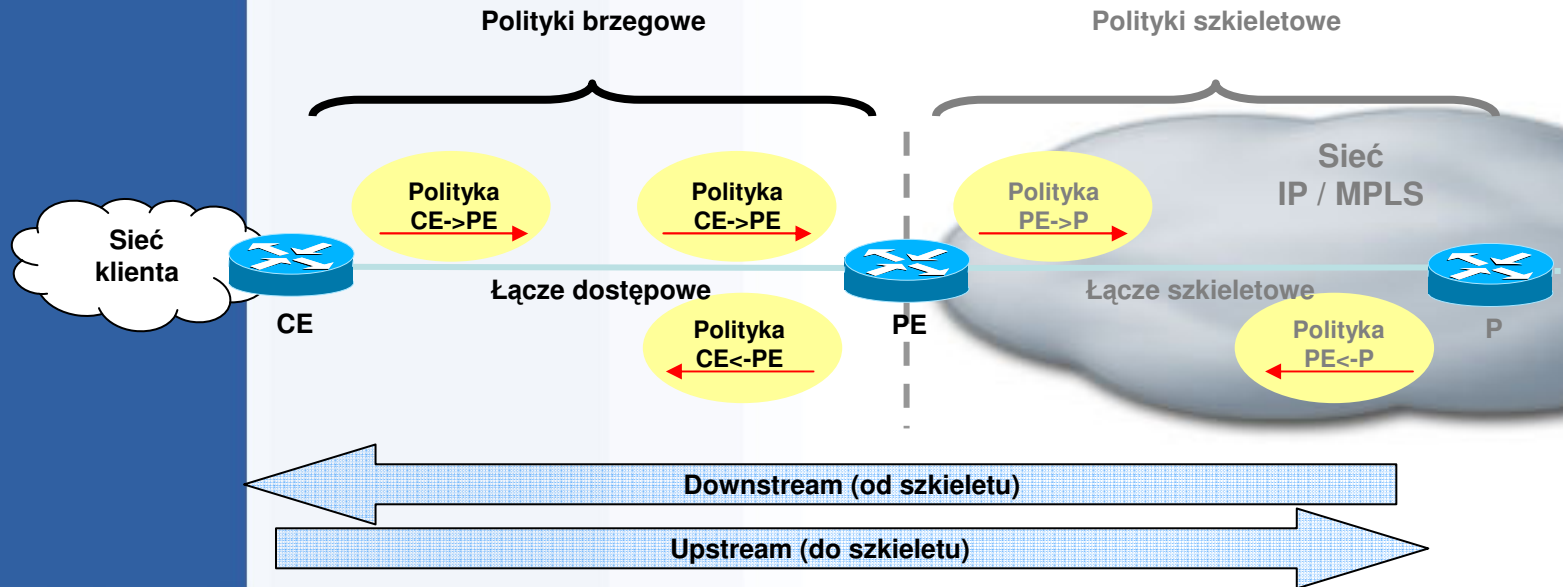 Polityki brzegowe
Polityki szkieletowe
Sieć
IP / MPLS
Polityka
CE->PE
Polityka
CE->PE
Polityka
PE->P
Sieć
klienta
Łącze dostępowe
Łącze szkieletowe
CE
PE
P
Polityka
CE<-PE
Polityka
PE<-P
Downstream (od szkieletu)
Upstream (do szkieletu)